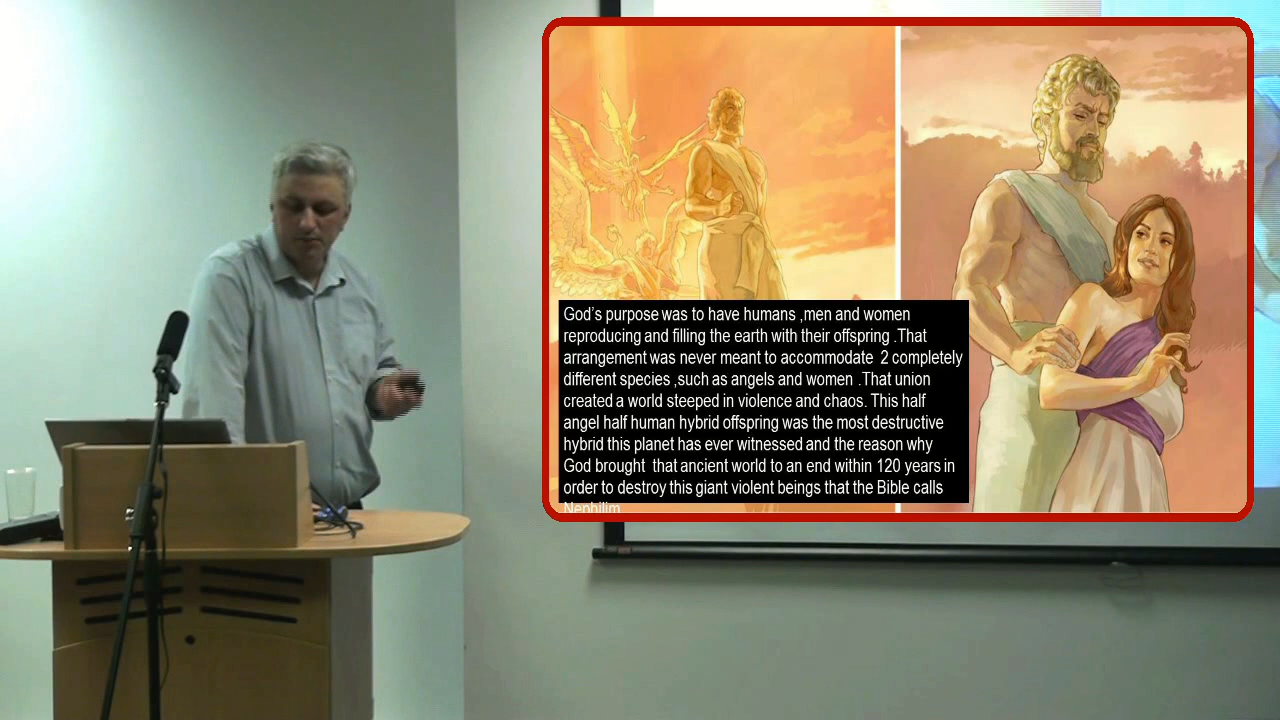 God's purpose was to have humans ,men and women
reproducing and filling the earth with their offspring .That
arrangement was never meant to accommodate 2 completely
different species ,such as angels and women .That union
created a world steeped in violence and chaos. This half
angel half human hybrid offspring was the most destructive
hybrid this planet has ever witnessed and the reason why
God brought that ancient world to an end within 120 years in
order to destroy this giant violent beings that the Bible calls
Nephilim